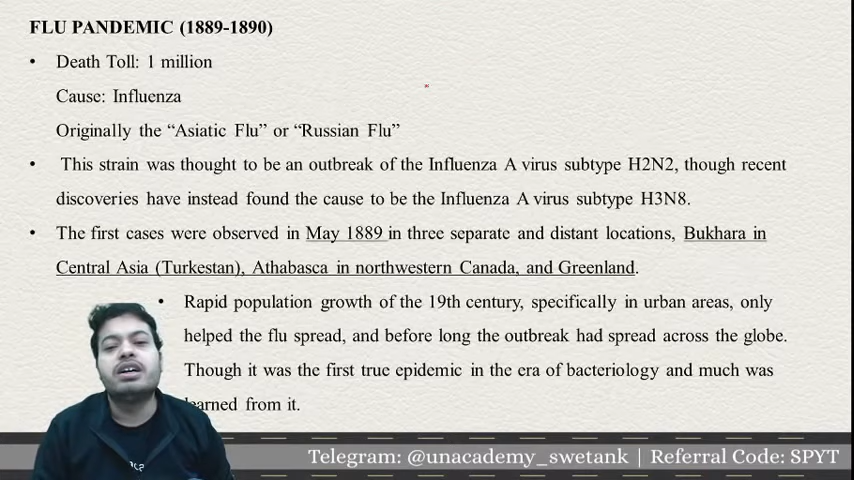 FLU PANDEMIC (1889-1890)
• Death Toll: 1 million
Cause: Influenza
Originally the “Asiatic Flu” or “Russian Flu”
• This strain was thought to be an outbreak of the Influenza A virus subtype H2N2, though recent
discoveries have instead found the cause to be the Influenza A virus subtype H3N8.
• The first cases were observed in May 1889 in three separate and distant locations, Bukhara in
Central Asia (Turkestan), Athabasca in northwestern Canada, and Greenland.
• Rapid population growth of the 19th century, specifically in urban areas, only
helped the flu spread, and before long the outbreak had spread across the globe.
Though it was the first true epidemic in the era of bacteriology and much was
learned from it.
Telegram: @unacademy_swetank | Referral Code: SPYT